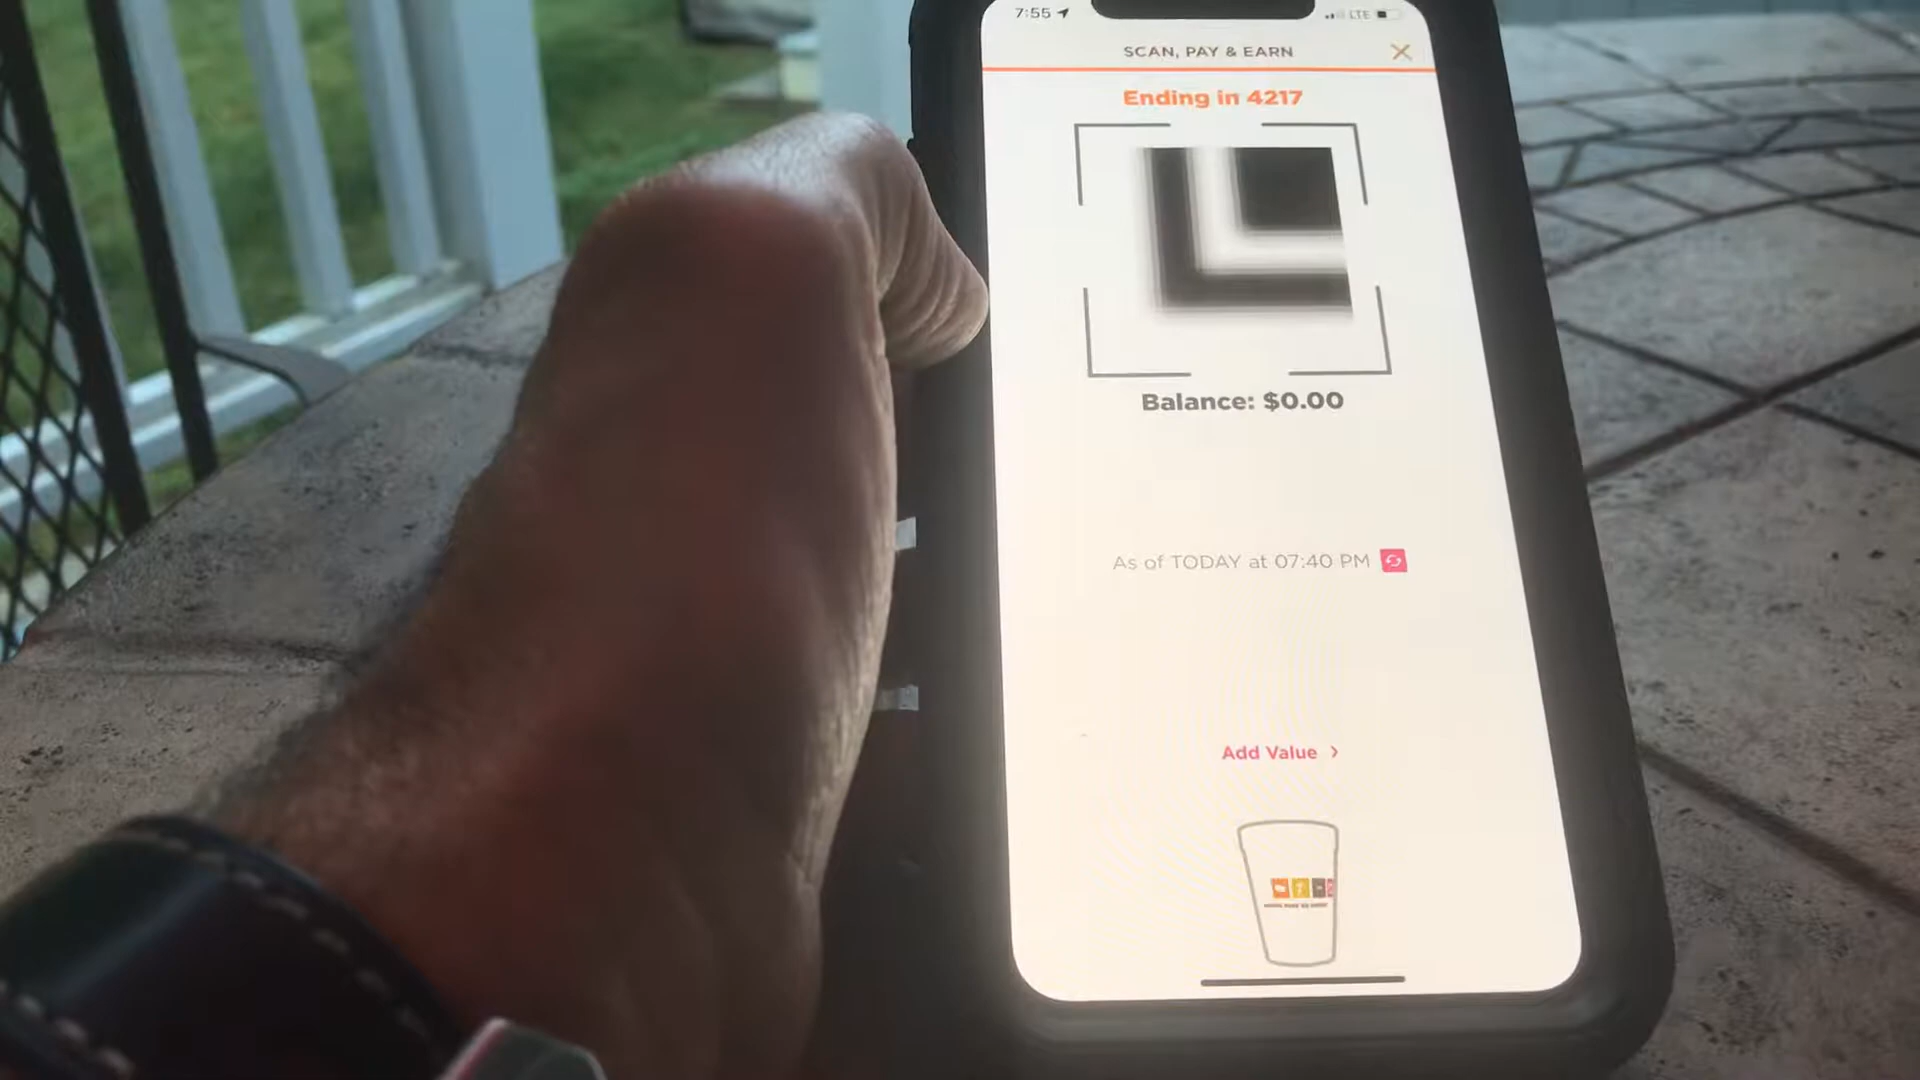 7:55
LTE
SCAN, PAY & EARN
Ending in 4217
Balance: $0.00
As of TODAY at 07:40 PM
Add Value >